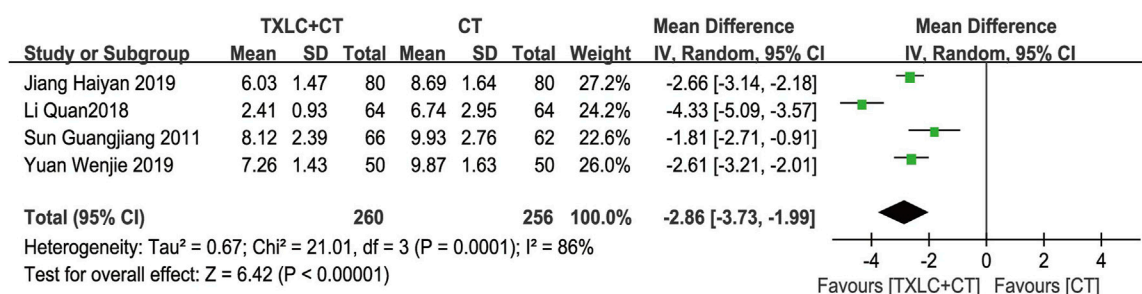 TXLC+CT CT Mean Difference Mean Difference
Study or Subgroup Mean SD Total Mean SD Total Weight IV, Random, 95% CI IV, Random, 95% CI
Jiang Haiyan 2019 6.03 1.47 80 8.69 1.64 80 27.2% -2.66 [-3.14, -2.18]
Li Quan2018 2.41 0.93 64 6.74 2.95 64 24.2% -4.33 [-5.09, -3.57]
Sun Guangjiang 2011 8.12 2.39 66 9.93 2.76 62 22.6% -1.81 [-2.71, -0.91]
Yuan Wenjie 2019 7.26 1.43 50 9.87 1.63 50 26.0% -2.61 [-3.21, -2.01]
Total (95% CI) 260 256 100.0% -2.86 [-3.73, -1.99]
Heterogeneity: Tau² = 0.67; Chi² = 21.01, df = 3 (P = 0.0001); I² = 86%
Test for overall effect: Z = 6.42 (P < 0.00001)
-4 -2 0 2 4
Favours [TXLC+CT] Favours [CT]